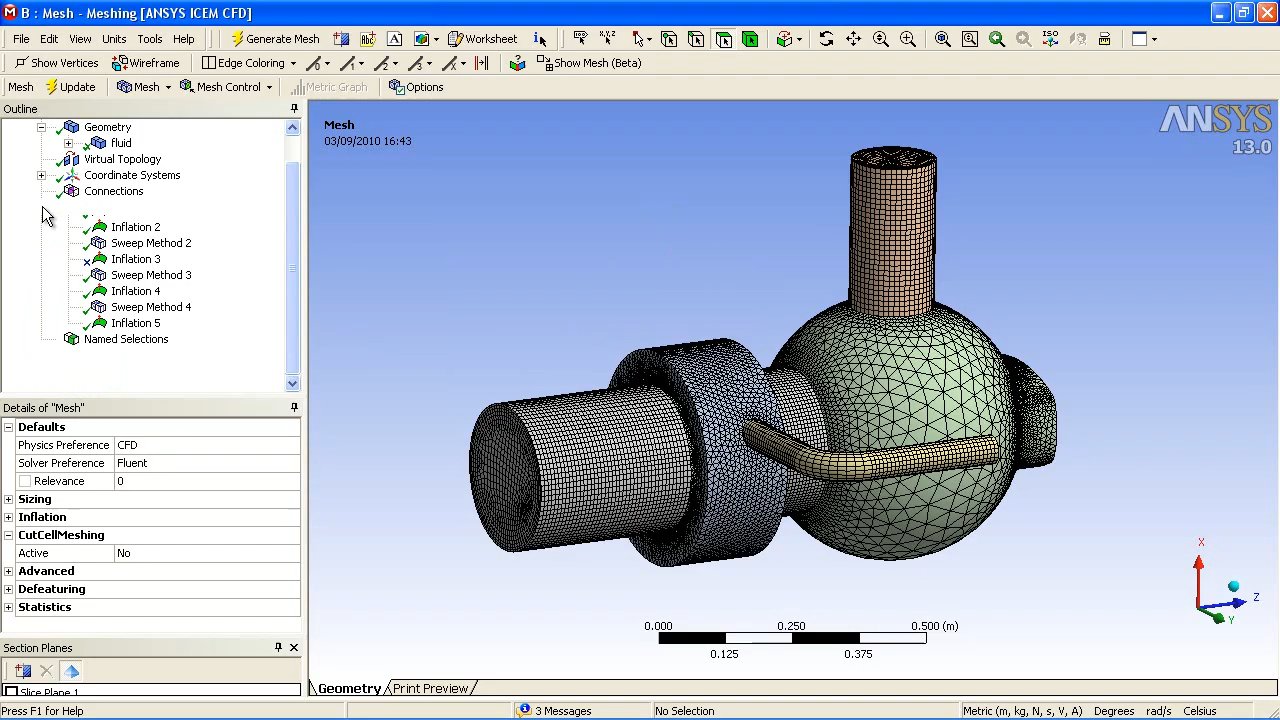 B : Mesh - Meshing [ANSYS ICEM CFD]
File Edit View Units Tools Help Generate Mesh Worksheet
Show Vertices Wireframe Edge Coloring Show Mesh (Beta)
Mesh Update Mesh Mesh Control Metric Graph Options
Outline
Geometry
fluid
Virtual Topology
Coordinate Systems
Connections
Inflation 2
Sweep Method 2
Inflation 3
Sweep Method 3
Inflation 4
Sweep Method 4
Inflation 5
Named Selections
Details of "Mesh"
Defaults
Physics Preference CFD
Solver Preference Fluent
Relevance 0
Sizing
Inflation
CutCellMeshing
Active No
Advanced
Defeaturing
Statistics
Section Planes
Slice Plane 1
Mesh
03/09/2010 16:43
ANSYS
13.0
0.000 0.250 0.500 (m)
0.125 0.375
X
Z
Y
Geometry Print Preview
Press F1 for Help 3 Messages No Selection Metric (m, kg, N, s, V, A) Degrees rad/s Celsius